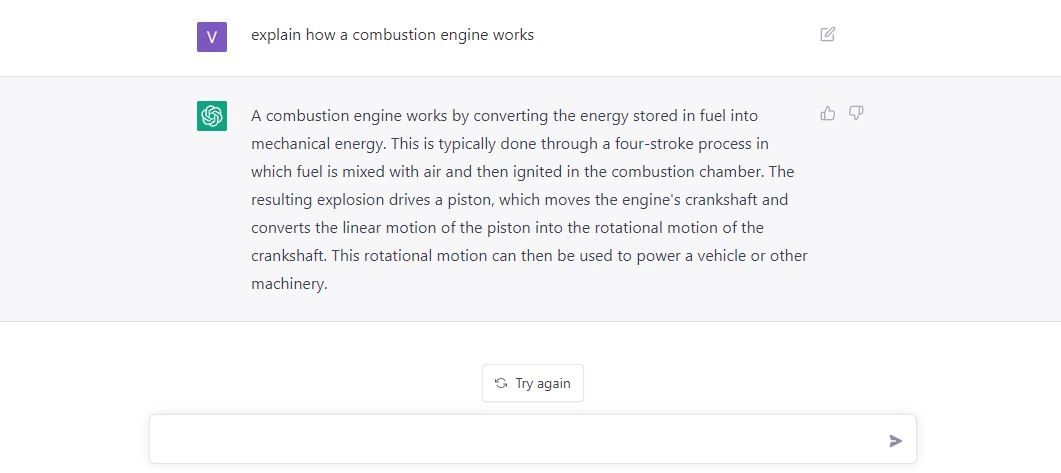 V
explain how a combustion engine works
A combustion engine works by converting the energy stored in fuel into
mechanical energy. This is typically done through a four-stroke process in
which fuel is mixed with air and then ignited in the combustion chamber. The
resulting explosion drives a piston, which moves the engine's crankshaft and
converts the linear motion of the piston into the rotational motion of the
crankshaft. This rotational motion can then be used to power a vehicle or other
machinery.
Try again